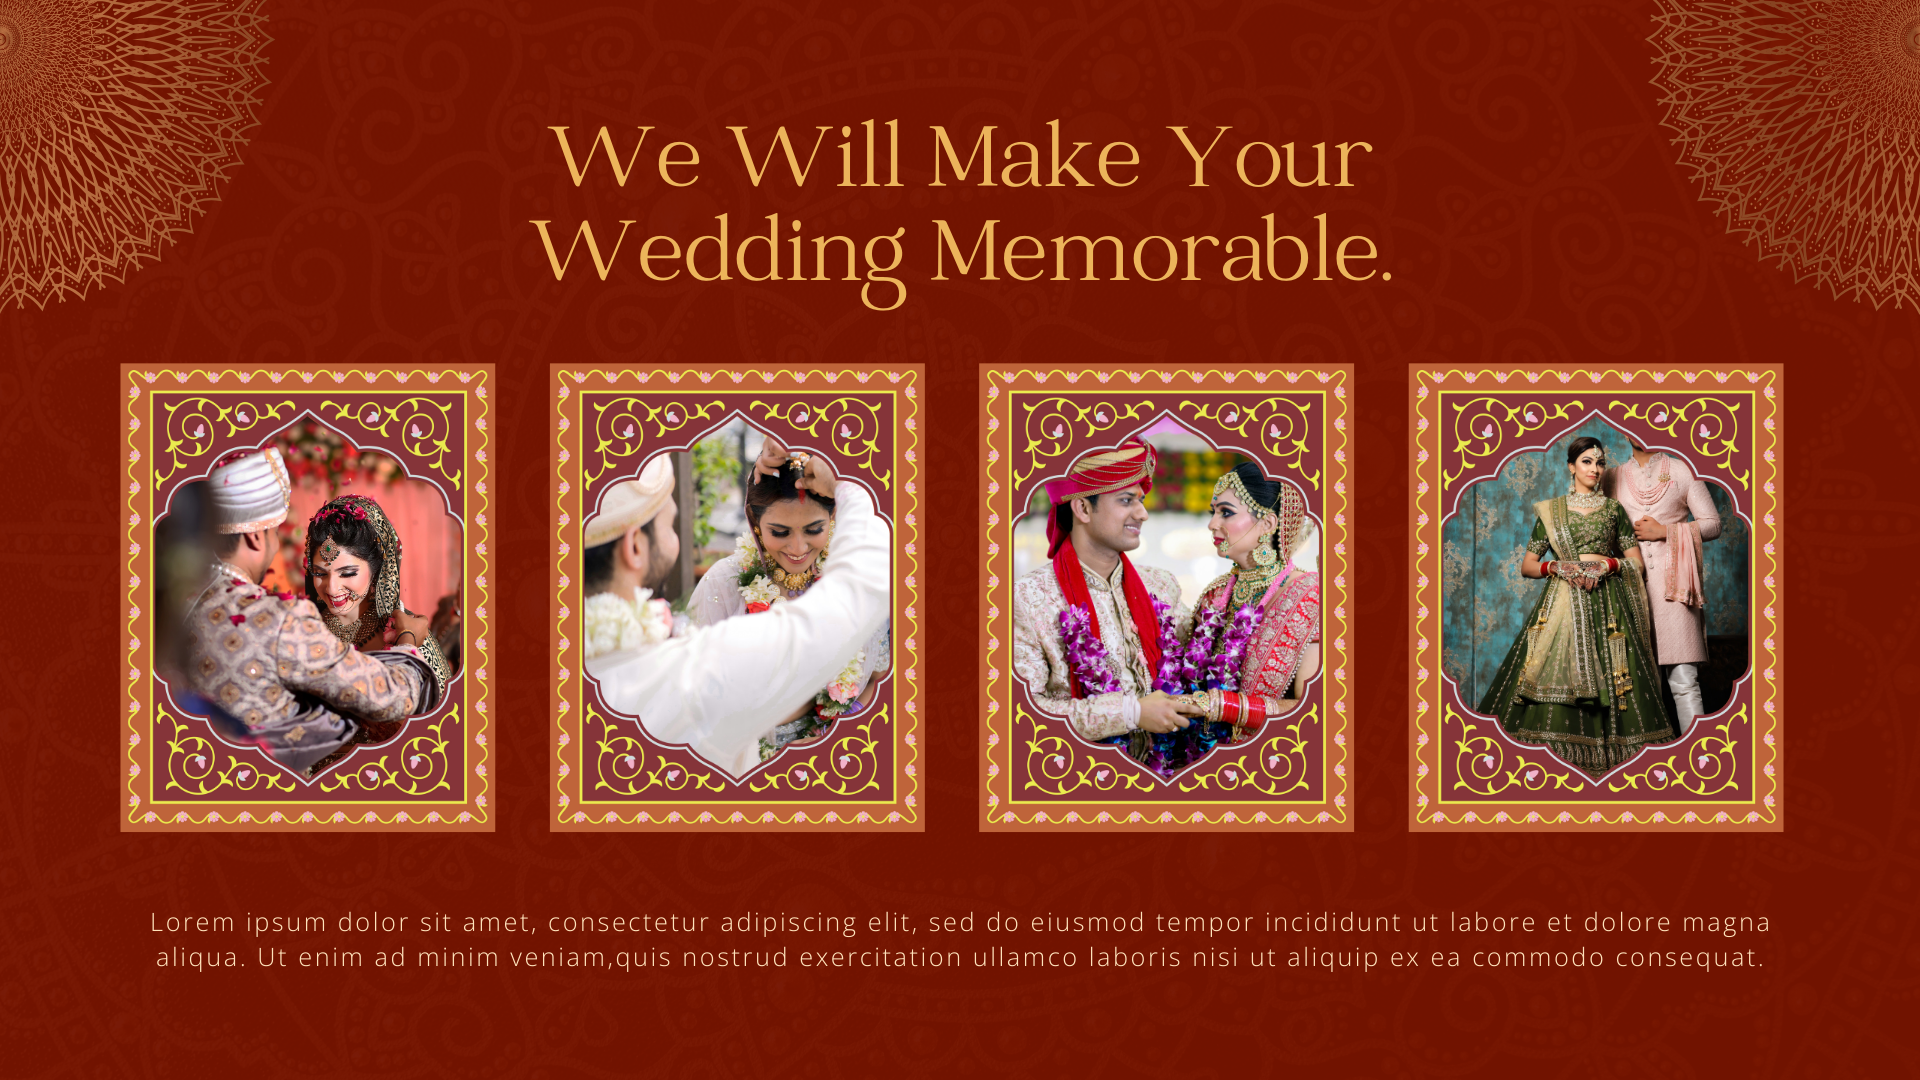 We Will Make Your
Wedding Memorable.
Lorem ipsum dolor sit amet, consectetur adipiscing elit, sed do eiusmod tempor incididunt ut labore et dolore magna
aliqua. Ut enim ad minim veniam,quis nostrud exercitation ullamco laboris nisi ut aliquip ex ea commodo consequat.